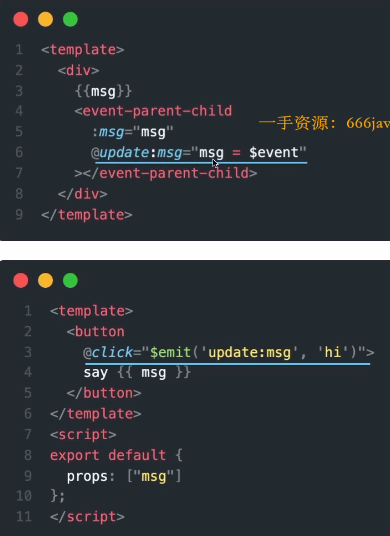 1 <template>
2 <div>
3 {{msg}}
4 <event-parent-child
一手资源：666jav
5 :msg="msg"
6 @update:msg="msg = $event"
7 ></event-parent-child>
8 </div>
9 </template>
1 <template>
2 <button
3 @click="$emit('update:msg', 'hi')">
4 say {{ msg }}
5 </button>
6 </template>
7 <script>
8 export default {
9 props: ["msg"]
10 };
11 </script>